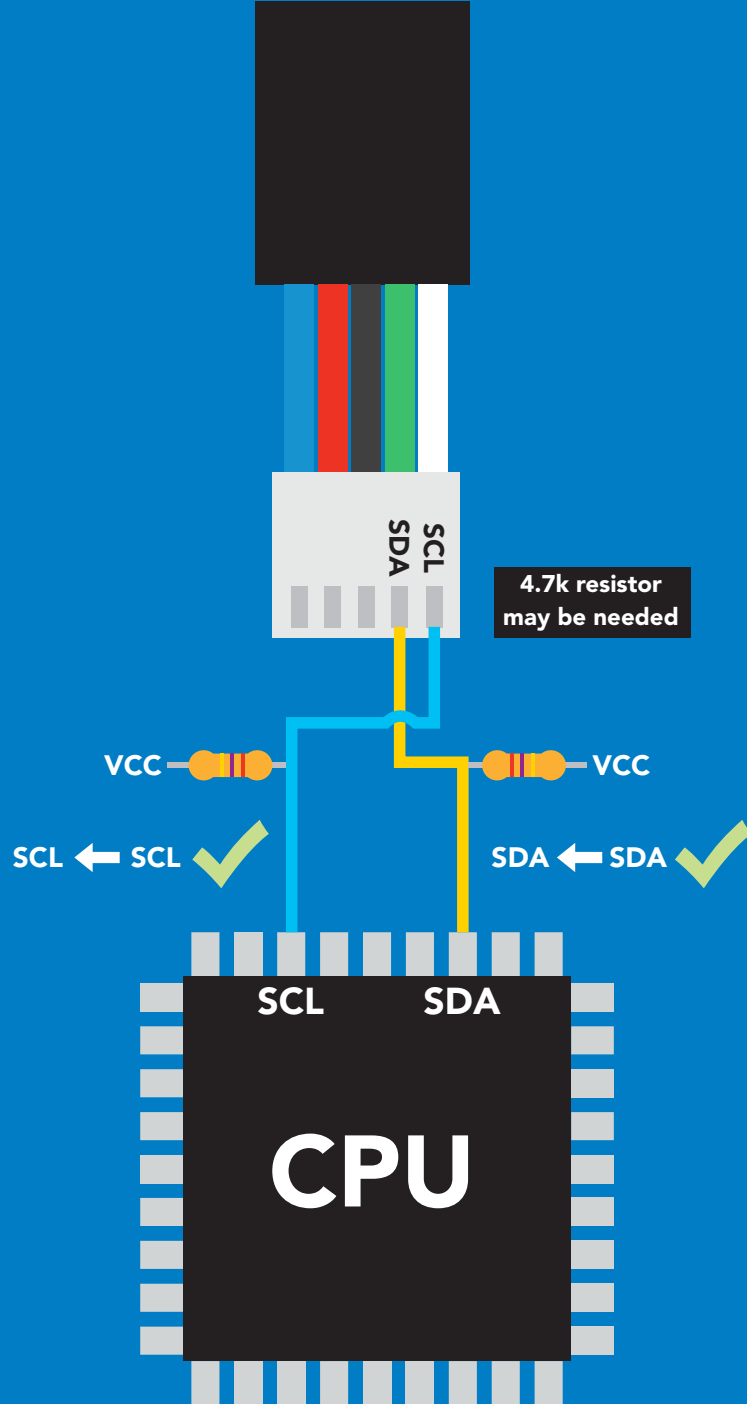 SDA
SCL
4.7k resistor
may be needed
VCC
VCC
SCL ← SCL
SDA ← SDA
SCL
SDA
CPU